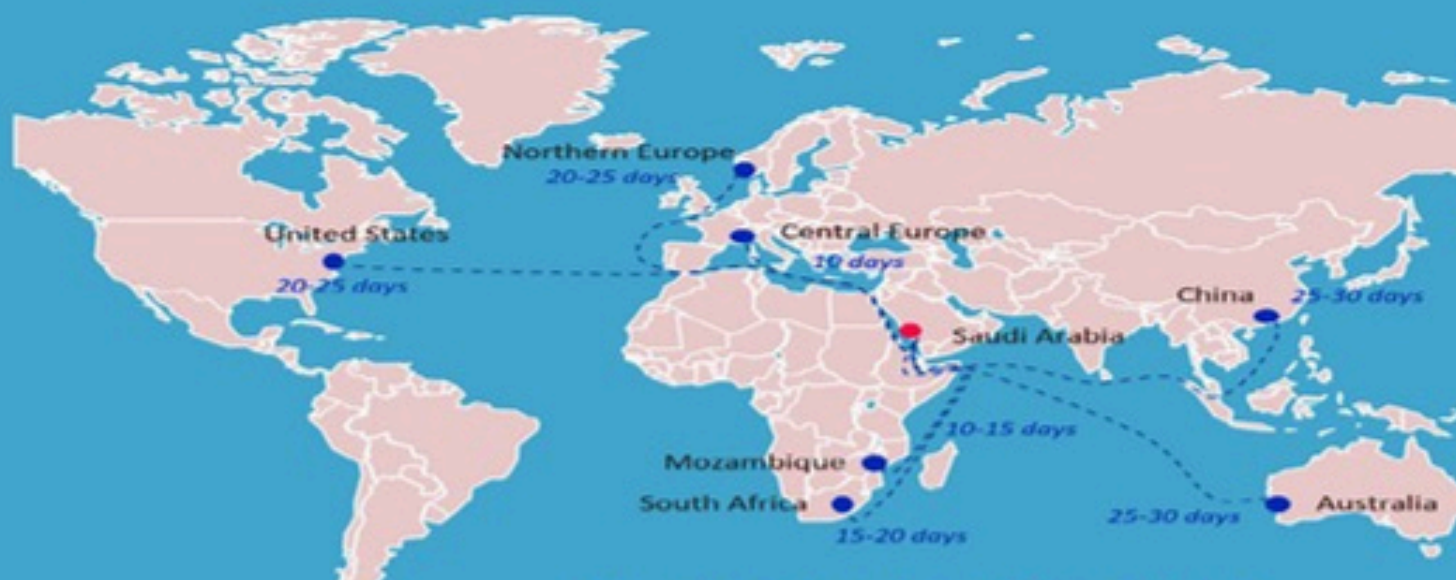 Northern Europe
20-25 days
United States
20-25 days
Central Europe
10 days
China
25-30 days
Saudi Arabia
10-15 days
Mozambique
South Africa
15-20 days
25-30 days
Australia